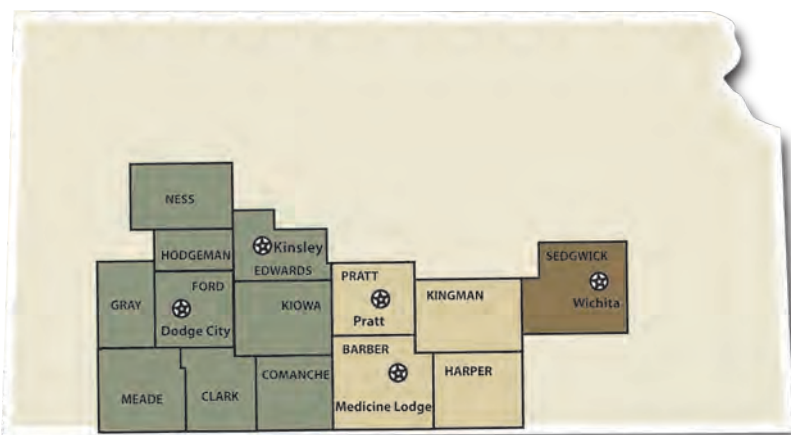 NESS
HODGEMAN
Kinsley
EDWARDS
SEDGWICK
Wichita
GRAY
FORD
Dodge City
KIOWA
PRATT
Pratt
KINGMAN
BARBER
Medicine Lodge
HARPER
MEADE
CLARK
COMANCHE